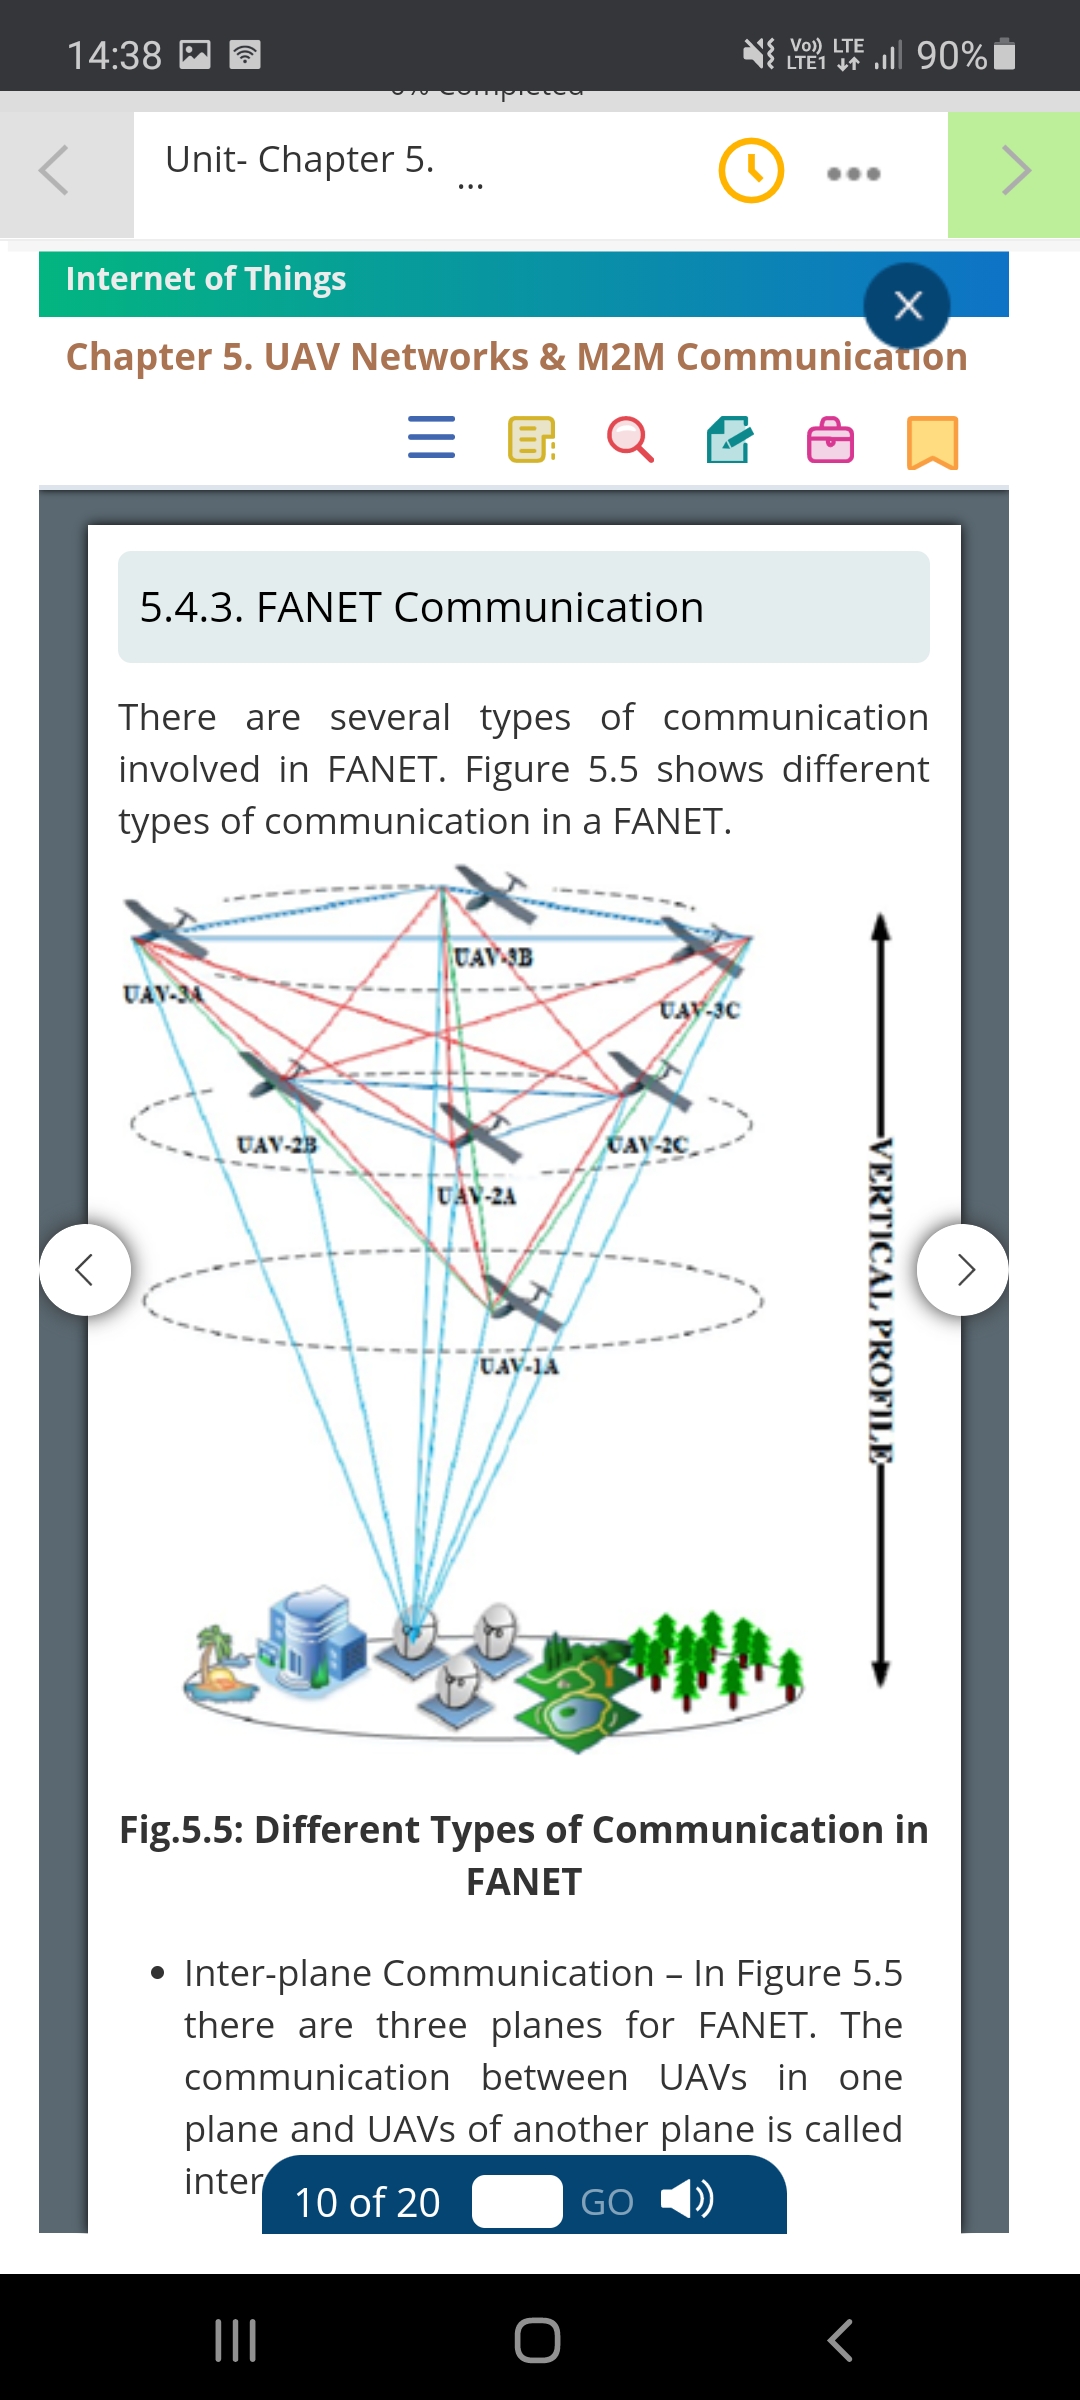 14:38
Vo)) LTE
LTE1
90%
0% Completed
Unit- Chapter 5.
...
Internet of Things
Chapter 5. UAV Networks & M2M Communication
5.4.3. FANET Communication
There are several types of communication
involved in FANET. Figure 5.5 shows different
types of communication in a FANET.
UAV-3B
UAV-3A
UAV-3C
UAV-2B
UAV-2C
UAV-2A
UAV-1A
VERTICAL PROFILE
Fig.5.5: Different Types of Communication in
FANET
• Inter-plane Communication – In Figure 5.5
there are three planes for FANET. The
communication between UAVs in one
plane and UAVs of another plane is called
inter
10 of 20
GO